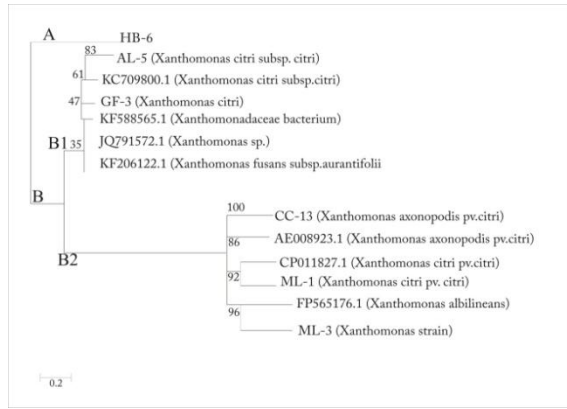 A
HB-6
83
AL-5 (Xanthomonas citri subsp. citri)
61
KC709800.1 (Xanthomonas citri subsp.citri)
47
GF-3 (Xanthomonas citri)
KF588565.1 (Xanthomonadaceae bacterium)
B1
35
JQ791572.1 (Xanthomonas sp.)
KF206122.1 (Xanthomonas fusans subsp.aurantifolii
B
100
CC-13 (Xanthomonas axonopodis pv.citri)
86
AE008923.1 (Xanthomonas axonopodis pv.citri)
B2
CP011827.1 (Xanthomonas citri pv.citri)
92
ML-1 (Xanthomonas citri pv. citri)
FP565176.1 (Xanthomonas albilineans)
96
ML-3 (Xanthomonas strain)
0.2